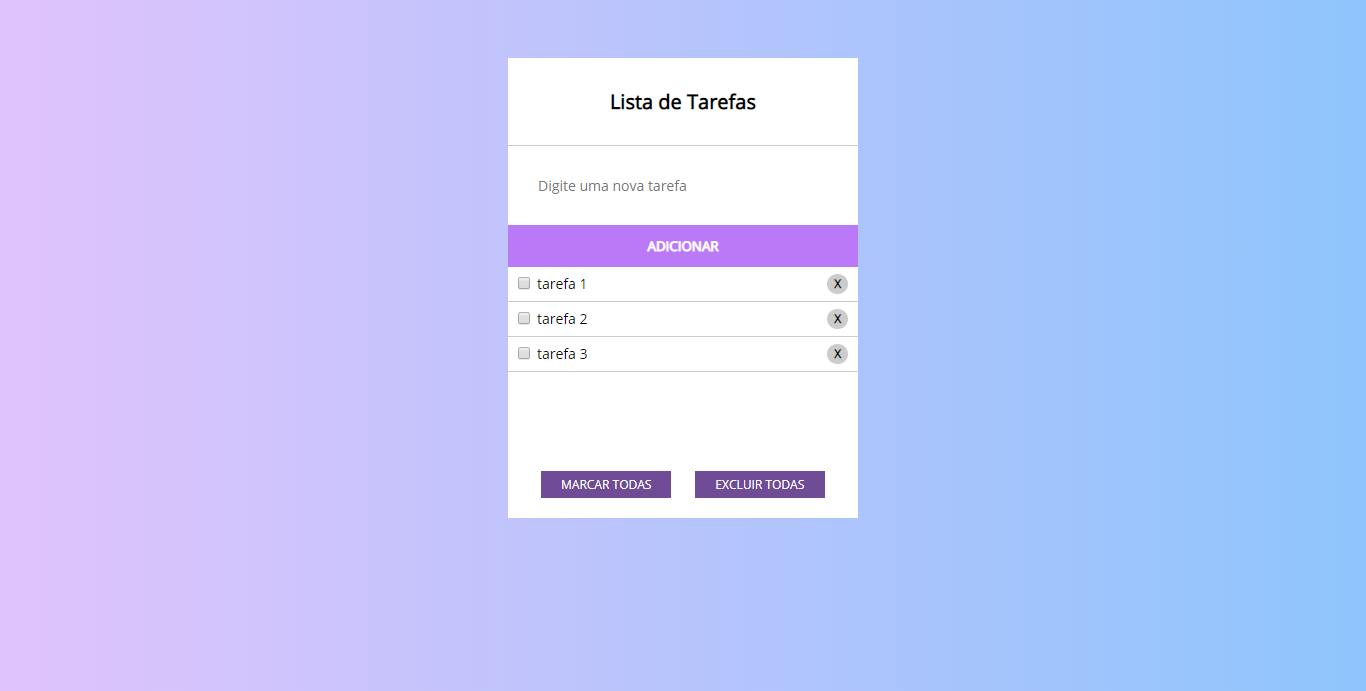 Lista de Tarefas
Digite uma nova tarefa
ADICIONAR
tarefa 1 X
tarefa 2 X
tarefa 3 X
MARCAR TODAS EXCLUIR TODAS